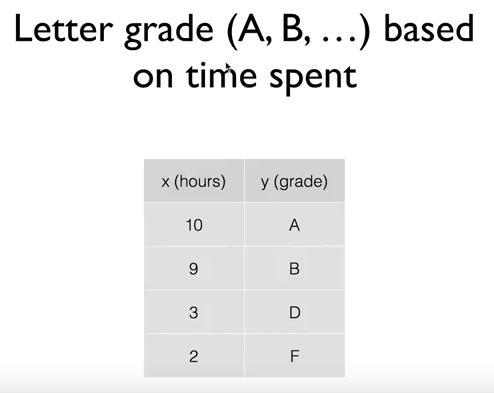 Letter grade (A, B, …) based
on time spent
x (hours) y (grade)
10 A
9 B
3 D
2 F